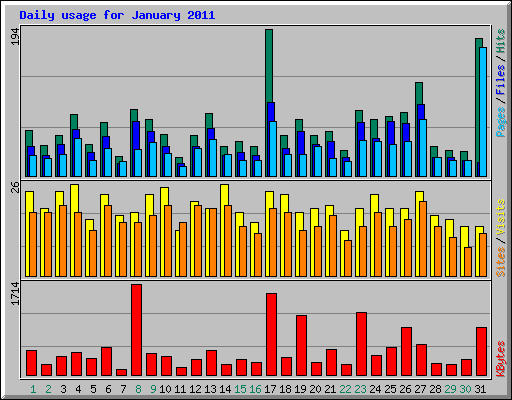 Daily usage for January 2011
194
Pages / Files / Hits
26
Sites / Visits
1714
KBytes
1 2 3 4 5 6 7 8 9 10 11 12 13 14 15 16 17 18 19 20 21 22 23 24 25 26 27 28 29 30 31